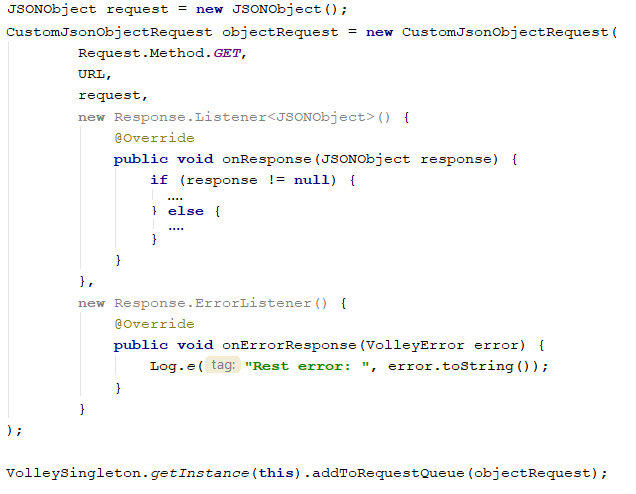 JSONObject request = new JSONObject();
CustomJsonObjectRequest objectRequest = new CustomJsonObjectRequest(
        Request.Method.GET,
        URL,
        request,
        new Response.Listener<JSONObject>() {
            @Override
            public void onResponse(JSONObject response) {
                if (response != null) {
                  ....
                } else {
                  ....
                }
            }
        },
        new Response.ErrorListener() {
            @Override
            public void onErrorResponse(VolleyError error) {
                Log.e( tag: "Rest error: ", error.toString());
            }
        }
);

VolleySingleton.getInstance(this).addToRequestQueue(objectRequest);